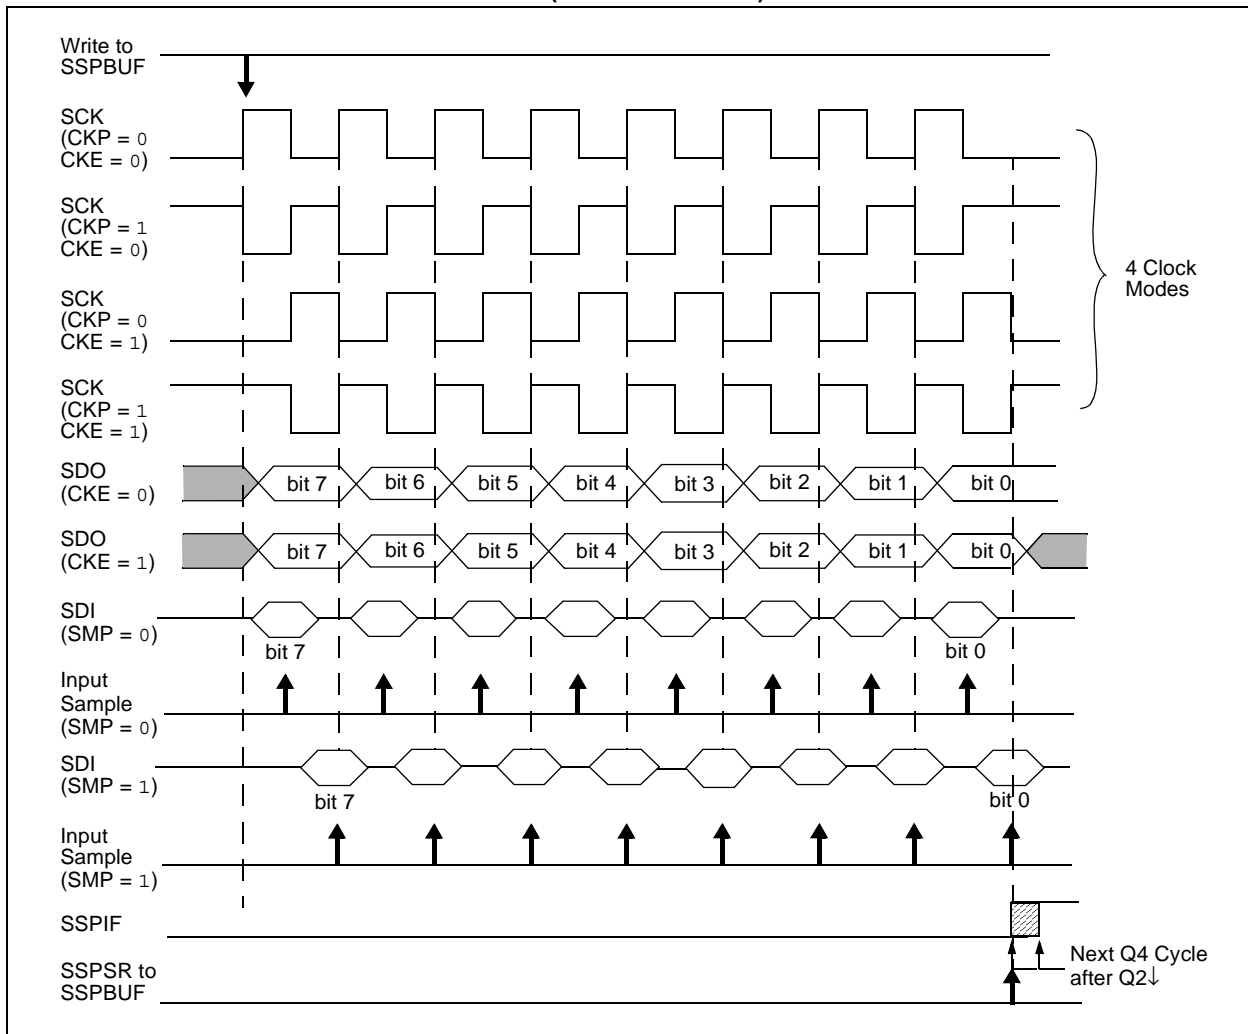 Write to
SSPBUF
SCK
(CKP = 0
CKE = 0)
SCK
(CKP = 1
CKE = 0)
4 Clock
Modes
SCK
(CKP = 0
CKE = 1)
SCK
(CKP = 1
CKE = 1)
SDO
(CKE = 0)
bit 7 bit 6 bit 5 bit 4 bit 3 bit 2 bit 1 bit 0
SDO
(CKE = 1)
bit 7 bit 6 bit 5 bit 4 bit 3 bit 2 bit 1 bit 0
SDI
(SMP = 0)
bit 7 bit 0
Input
Sample
(SMP = 0)
SDI
(SMP = 1)
bit 7 bit 0
Input
Sample
(SMP = 1)
SSPIF
Next Q4 Cycle
after Q2↓
SSPSR to
SSPBUF